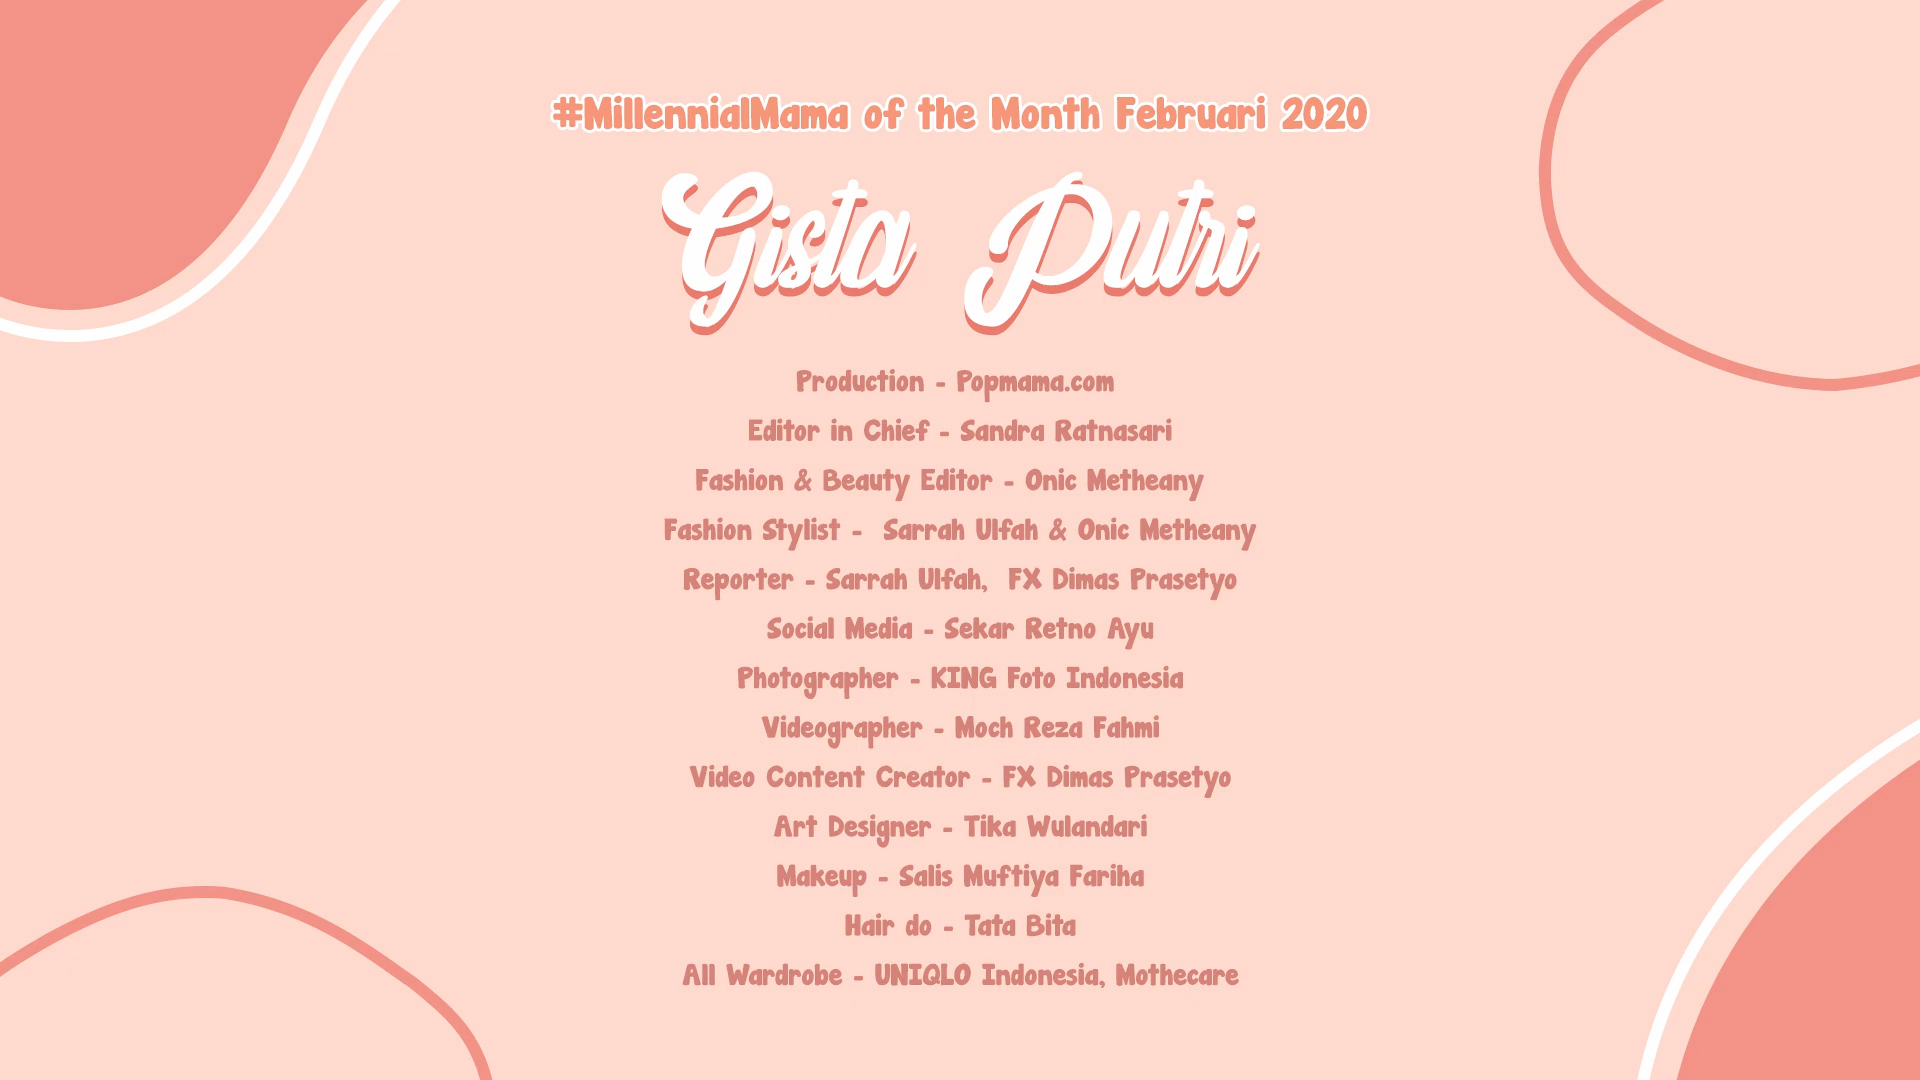 #MillennialMama of the Month Februari 2020
Gista Putri
Production - Popmama.com
Editor in Chief - Sandra Ratnasari
Fashion & Beauty Editor - Onic Metheany
Fashion Stylist -  Sarrah Ulfah & Onic Metheany
Reporter - Sarrah Ulfah,  FX Dimas Prasetyo
Social Media - Sekar Retno Ayu
Photographer - KING Foto Indonesia
Videographer - Moch Reza Fahmi
Video Content Creator - FX Dimas Prasetyo
Art Designer - Tika Wulandari
Makeup - Salis Muftiya Fariha
Hair do - Tata Bita
All Wardrobe - UNIQLO Indonesia, Mothecare